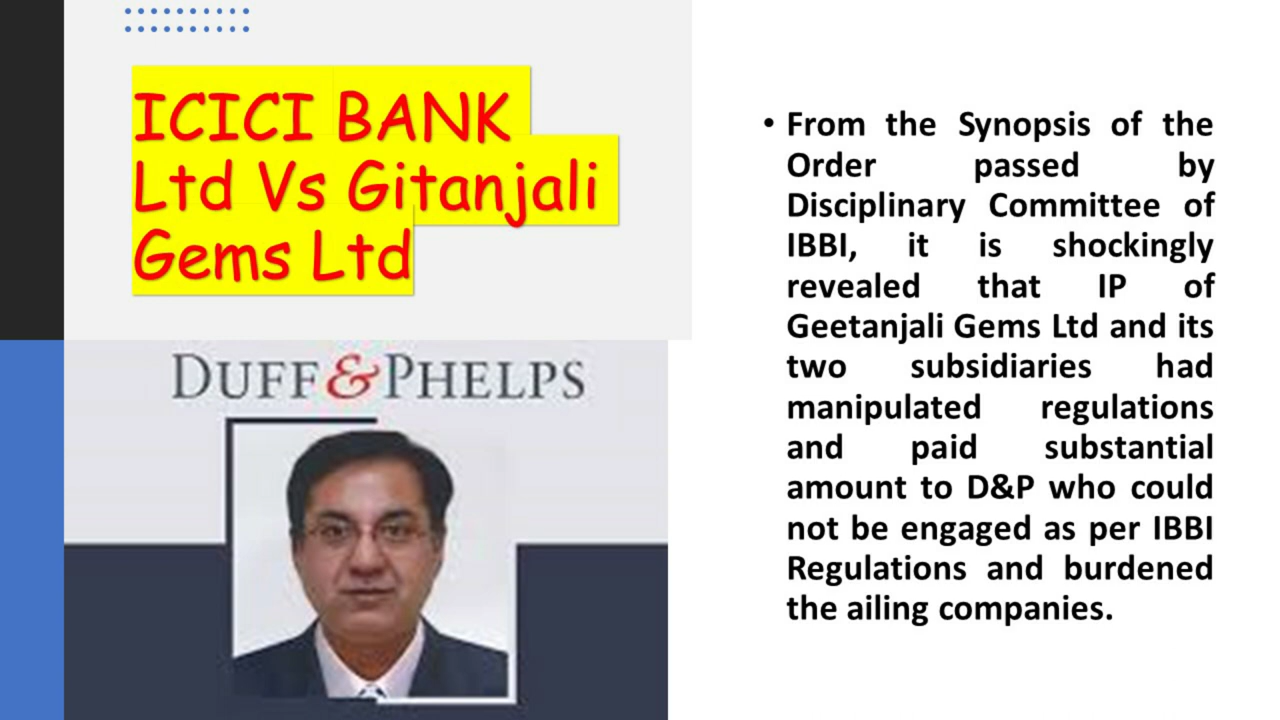 ICICI BANK
Ltd Vs Gitanjali
Gems Ltd
DUFF & PHELPS
• From the Synopsis of the
Order passed by
Disciplinary Committee of
IBBI, it is shockingly
revealed that IP of
Geetanjali Gems Ltd and its
two subsidiaries had
manipulated regulations
and paid substantial
amount to D&P who could
not be engaged as per IBBI
Regulations and burdened
the ailing companies.